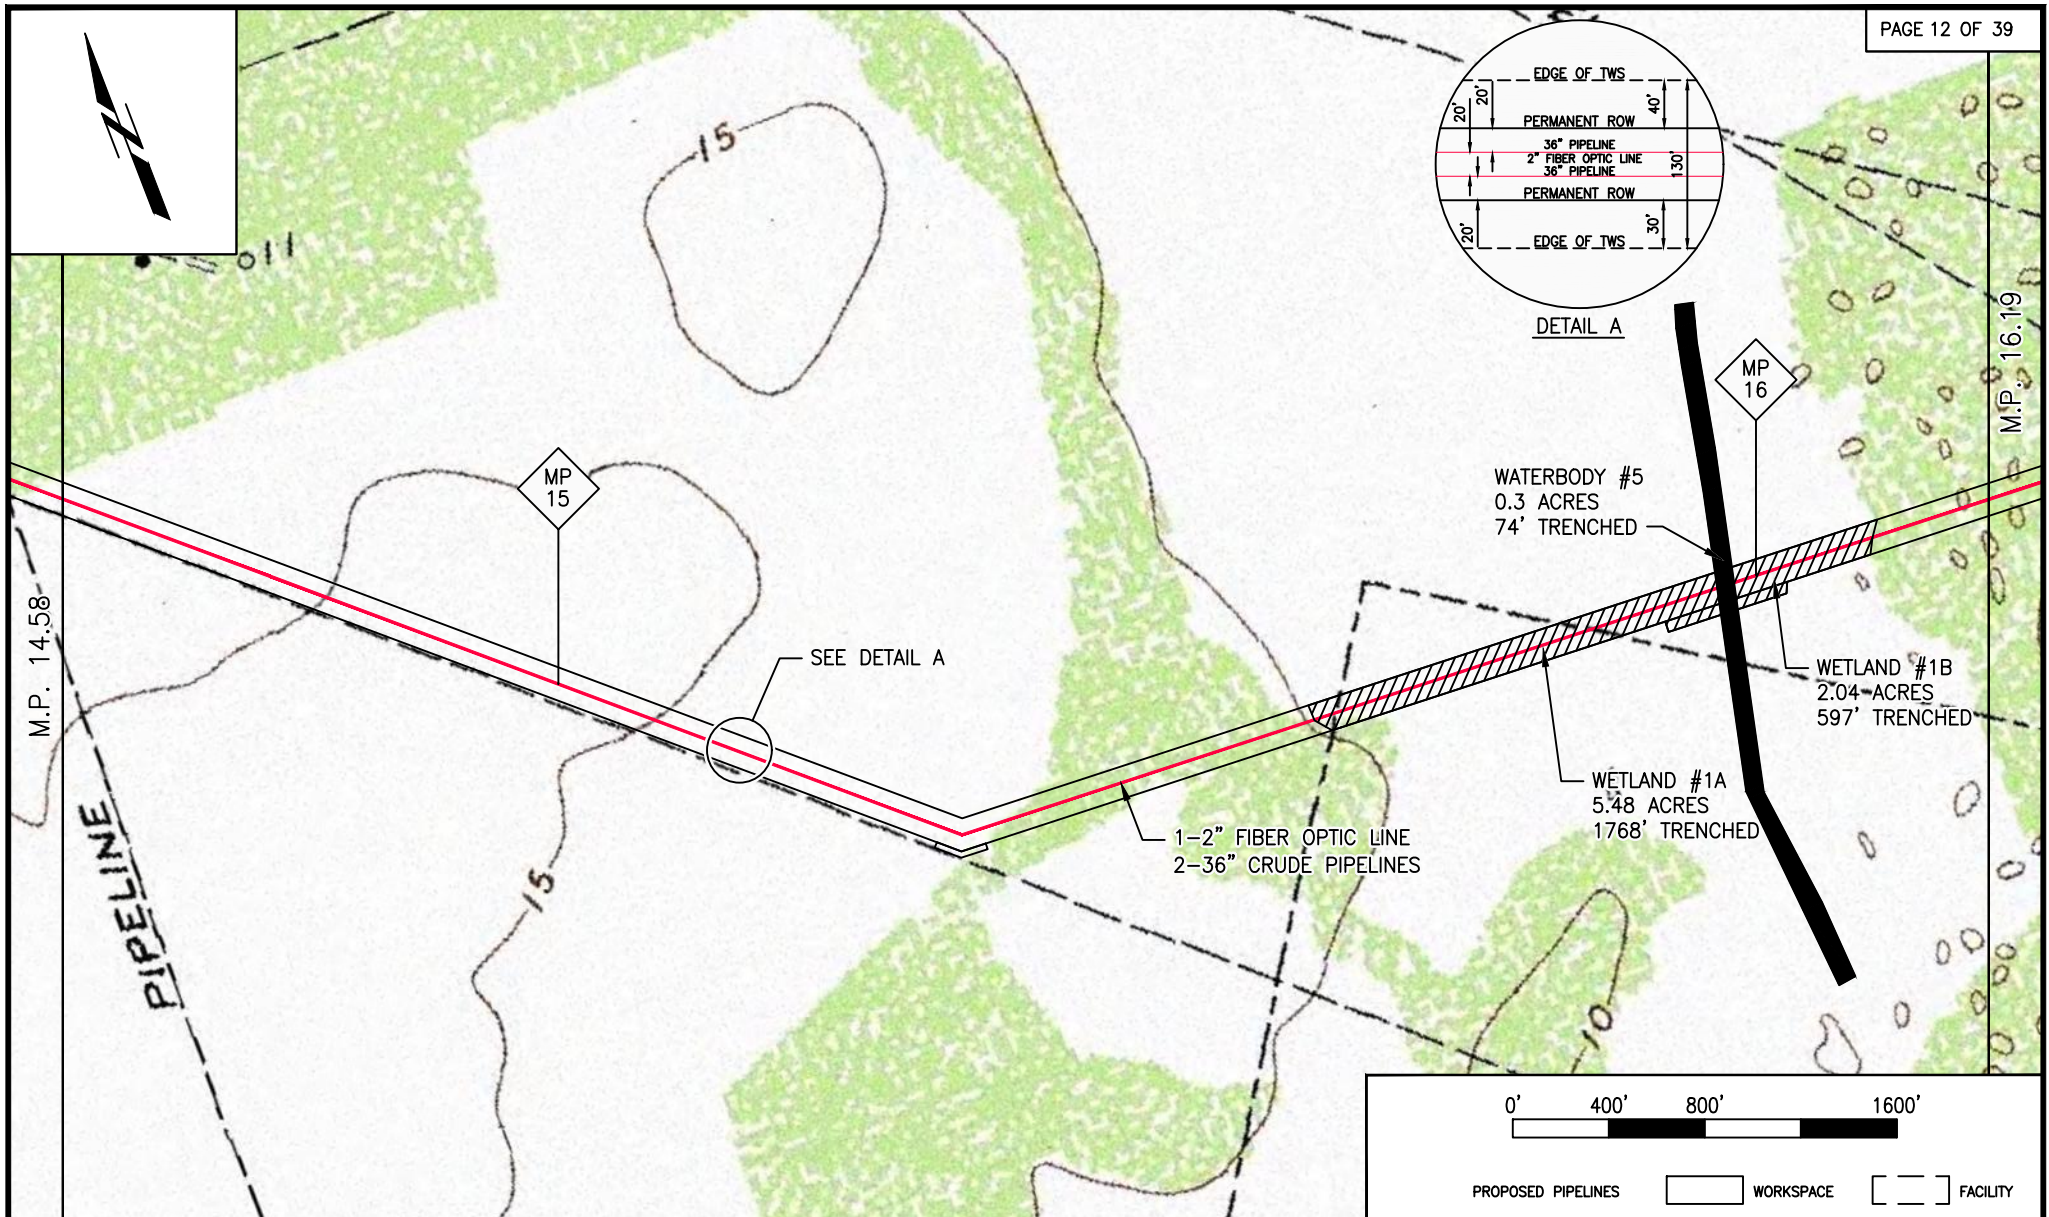 PAGE 12 OF 39
EDGE OF TWS
20'
20'
40'
PERMANENT ROW
36" PIPELINE
2" FIBER OPTIC LINE
36" PIPELINE
130'
PERMANENT ROW
20'
30'
EDGE OF TWS
DETAIL A
15
Oil
MP
15
MP
16
M.P. 16.19
M.P. 14.58
WATERBODY #5
0.3 ACRES
74' TRENCHED
SEE DETAIL A
WETLAND #1B
2.04 ACRES
597' TRENCHED
WETLAND #1A
5.48 ACRES
1768' TRENCHED
1-2" FIBER OPTIC LINE
2-36" CRUDE PIPELINES
PIPELINE
15
10
0' 400' 800' 1600'
PROPOSED PIPELINES WORKSPACE FACILITY